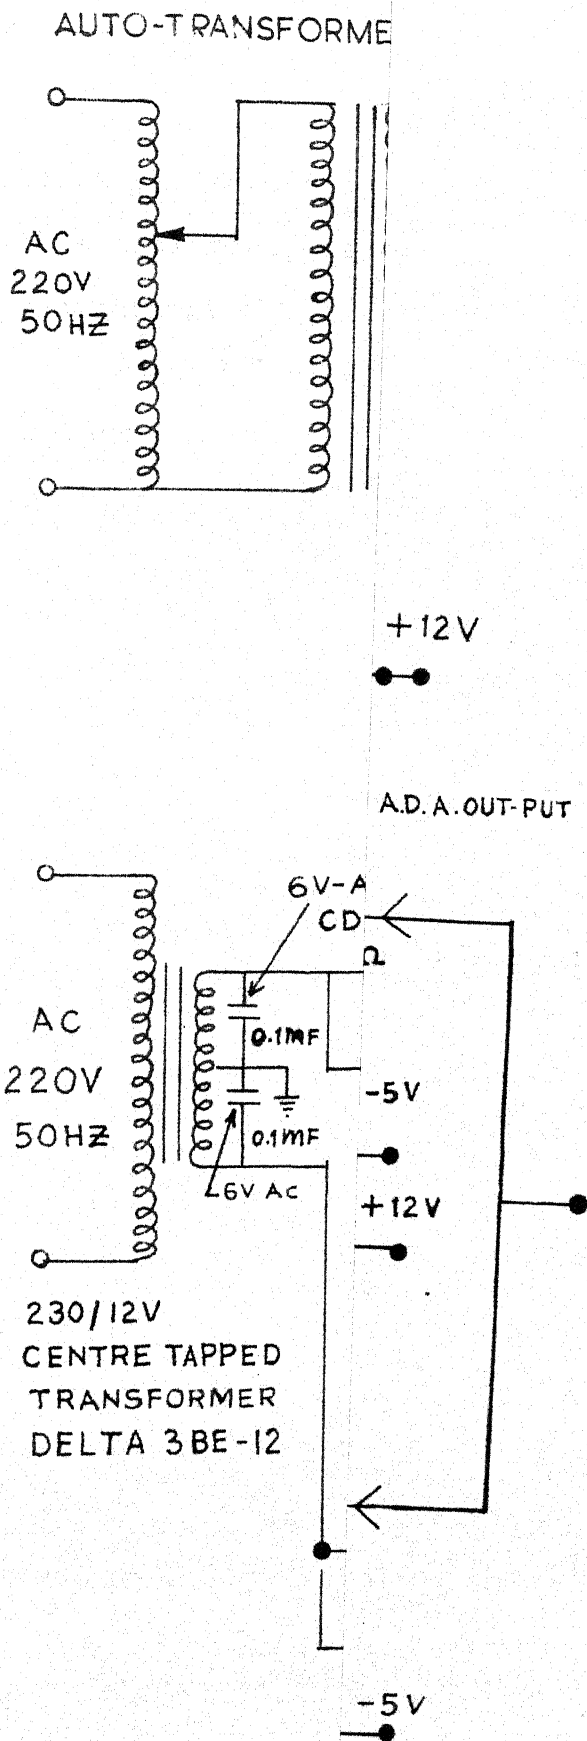 AUTO-TRANSFORME
AC
220V
50HZ
+12V
A.D.A.OUT-PUT
6V-A
CD
AC
220V
50HZ
0.1MF
-5V
0.1MF
6V AC
+12V
230/12V
CENTRE TAPPED
TRANSFORMER
DELTA 3BE-12
-5V